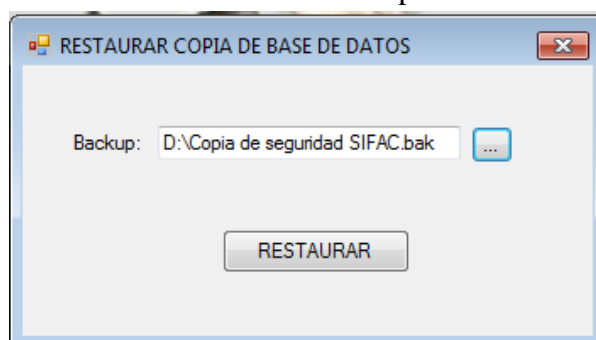 RESTAURAR COPIA DE BASE DE DATOS
Backup: D:\Copia de seguridad SIFAC.bak ...
RESTAURAR